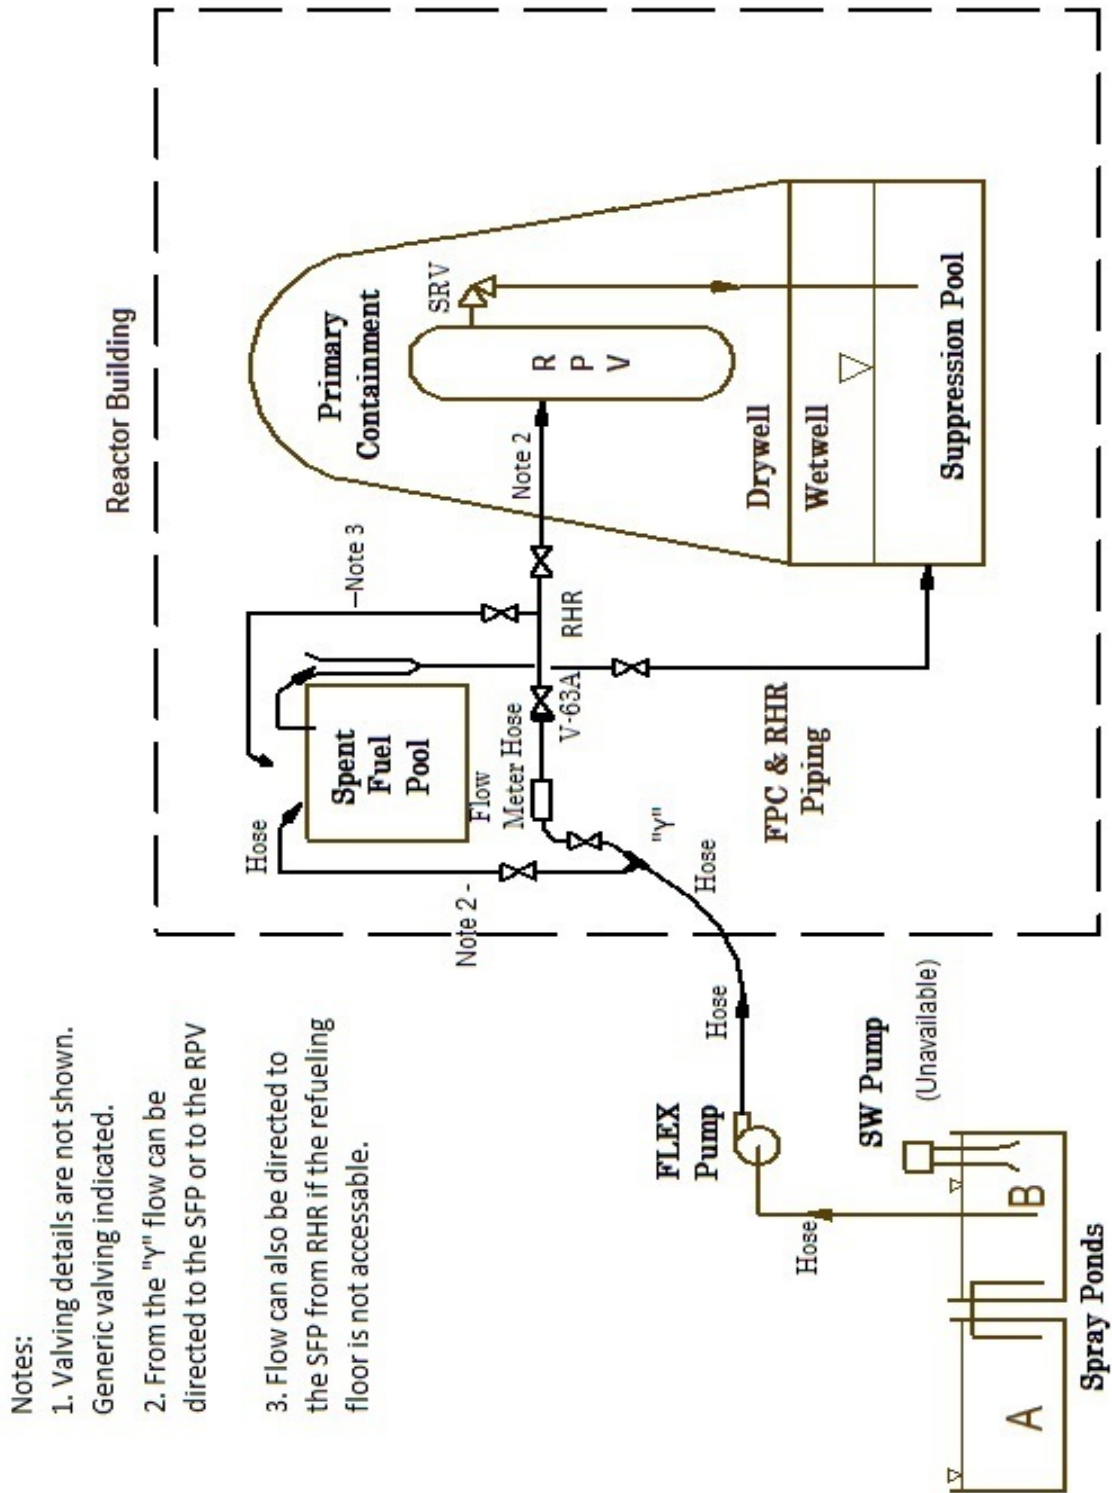 Notes:
1. Valving details are not shown.
Generic valving indicated.
2. From the "Y" flow can be
directed to the SFP or to the RPV
3. Flow can also be directed to
the SFP from RHR if the refueling
floor is not accessable.
Reactor Building
Primary
Containment
SRV
R
P
V
Note 2
Drywell
Wetwell
Suppression Pool
Note 3
RHR
V-63A
Spent
Fuel
Pool
Flow
Meter Hose
Hose
Note 2 -
"Y"
Hose
FPC & RHR
Piping
Hose
FLEX
Pump
SW Pump
(Unavailable)
Hose
A
B
Spray Ponds